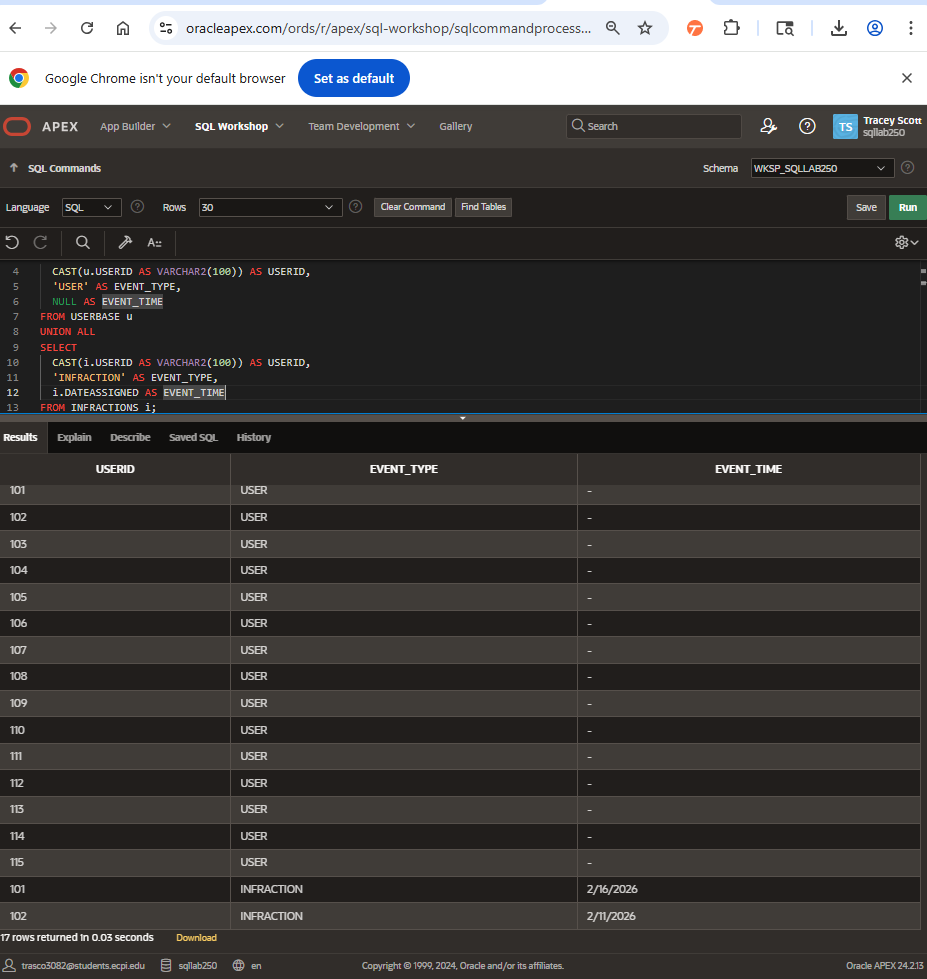 oracleapex.com/ords/r/apex/sql-workshop/sqlcommandprocess...
Google Chrome isn't your default browser Set as default
APEX App Builder SQL Workshop Team Development Gallery Search TS Tracey Scott
sqllab250
SQL Commands Schema WKSP_SQLLAB250
Language SQL Rows 30 Clear Command Find Tables Save Run
A::
4 CAST(u.USERID AS VARCHAR2(100)) AS USERID,
5 'USER' AS EVENT_TYPE,
6 NULL AS EVENT_TIME
7 FROM USERBASE u
8 UNION ALL
9 SELECT
10 CAST(i.USERID AS VARCHAR2(100)) AS USERID,
11 'INFRACTION' AS EVENT_TYPE,
12 i.DATEASSIGNED AS EVENT_TIME
13 FROM INFRACTIONS i;
Results Explain Describe Saved SQL History
USERID EVENT_TYPE EVENT_TIME
101 USER -
102 USER -
103 USER -
104 USER -
105 USER -
106 USER -
107 USER -
108 USER -
109 USER -
110 USER -
111 USER -
112 USER -
113 USER -
114 USER -
115 USER -
101 INFRACTION 2/16/2026
102 INFRACTION 2/11/2026
17 rows returned in 0.03 seconds Download
trasco3082@students.ecpi.edu sqllab250 en Copyright © 1999, 2024, Oracle and/or its affiliates. Oracle APEX 24.2.13